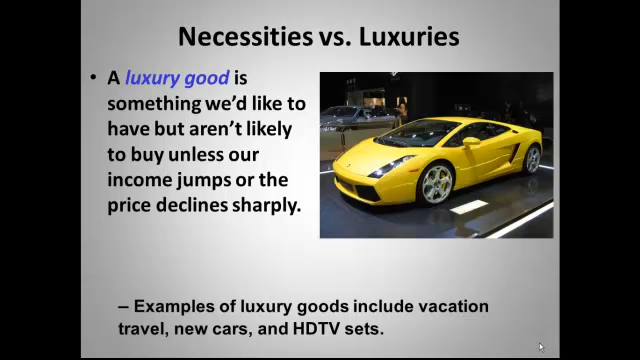 Necessities vs. Luxuries
• A luxury good is
something we'd like to
have but aren't likely
to buy unless our
income jumps or the
price declines sharply.
– Examples of luxury goods include vacation
travel, new cars, and HDTV sets.